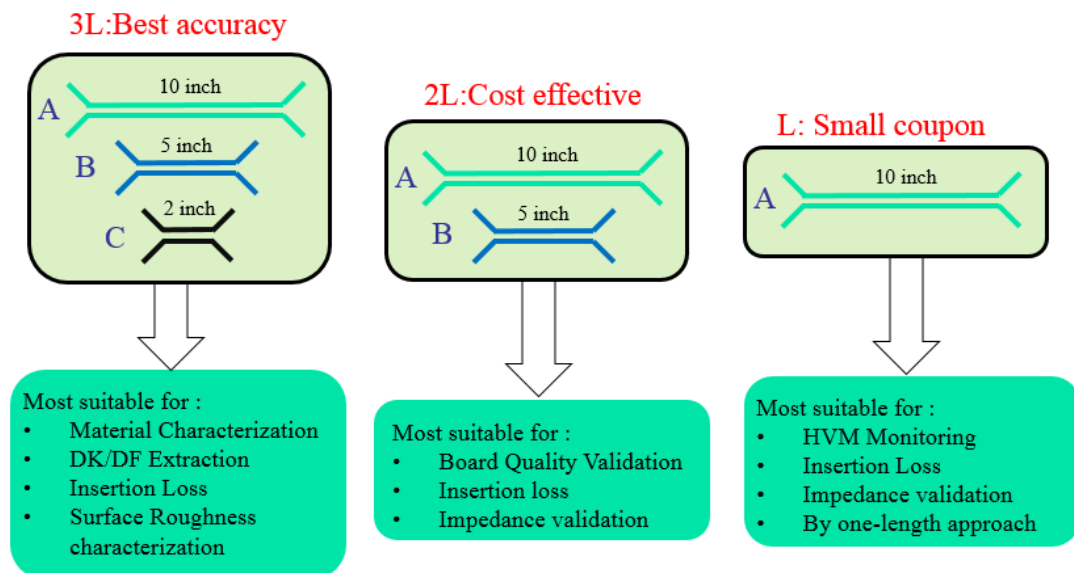 3L:Best accuracy
10 inch
A
5 inch
B
2 inch
C
Most suitable for :
• Material Characterization
• DK/DF Extraction
• Insertion Loss
• Surface Roughness
characterization
2L:Cost effective
10 inch
A
5 inch
B
Most suitable for :
• Board Quality Validation
• Insertion loss
• Impedance validation
L: Small coupon
10 inch
A
Most suitable for :
• HVM Monitoring
• Insertion Loss
• Impedance validation
• By one-length approach